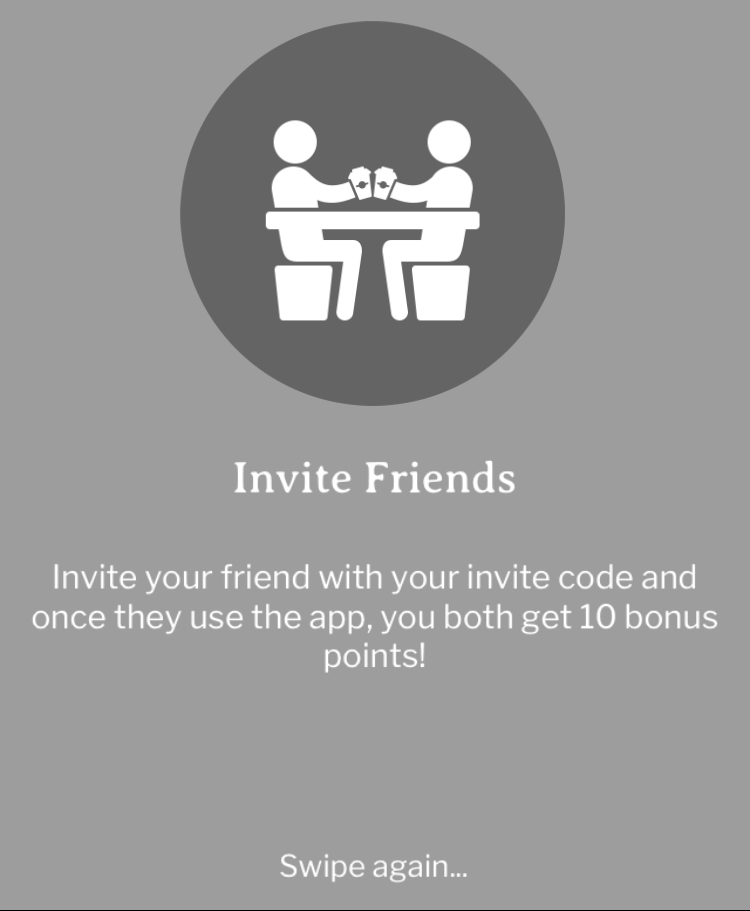 Invite Friends
Invite your friend with your invite code and
once they use the app, you both get 10 bonus
points!
Swipe again...